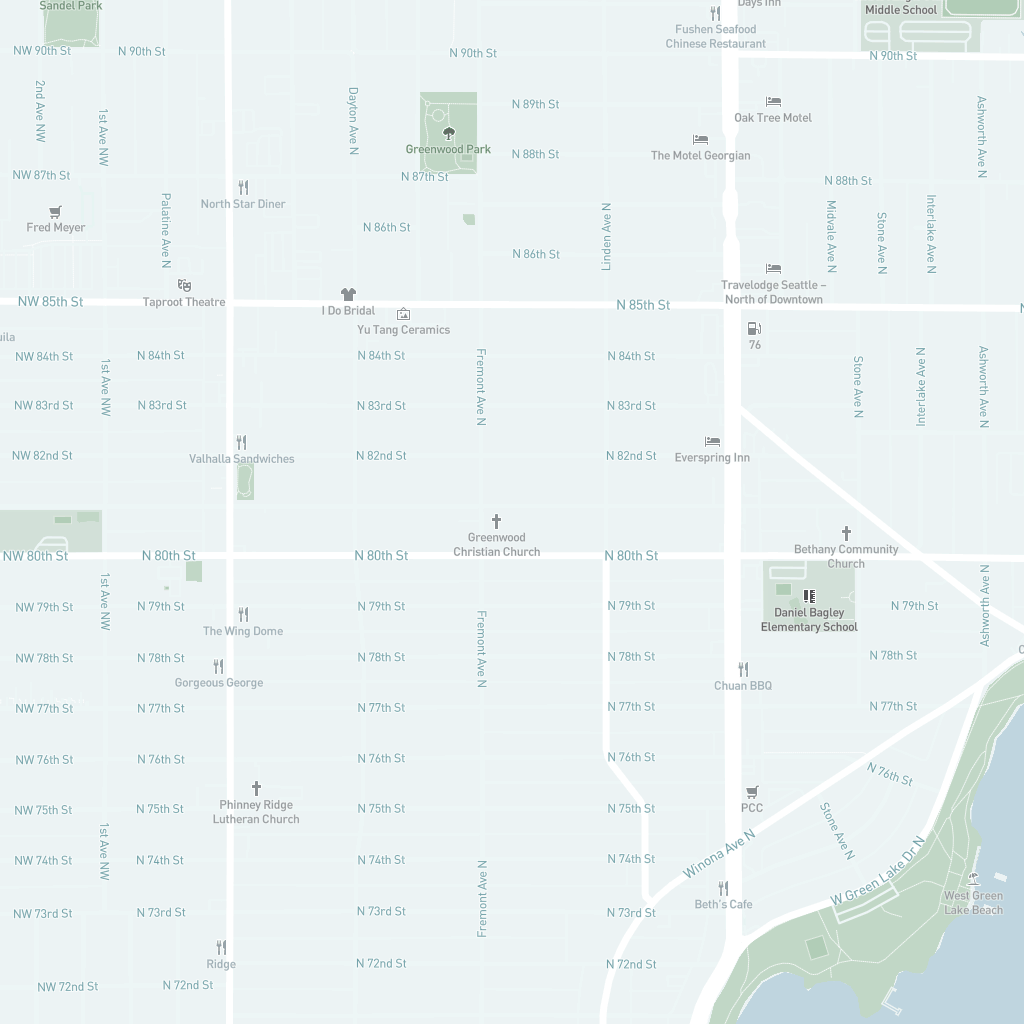 Sandel Park
Days Inn
Fushen Seafood
Chinese Restaurant
Middle School
NW 90th St
N 90th St
N 90th St
N 90th St
2nd Ave NW
1st Ave NW
Dayton Ave N
N 89th St
Oak Tree Motel
Ashworth Ave N
Greenwood Park
N 88th St
The Motel Georgian
NW 87th St
N 87th St
N 88th St
North Star Diner
Palatine Ave N
Fred Meyer
N 86th St
Linden Ave N
Midvale Ave N
Stone Ave N
Interlake Ave N
N 86th St
Travelodge Seattle –
North of Downtown
NW 85th St
Taproot Theatre
I Do Bridal
N 85th St
Yu Tang Ceramics
76
NW 84th St
N 84th St
N 84th St
N 84th St
1st Ave NW
Fremont Ave N
Stone Ave N
Interlake Ave N
Ashworth Ave N
NW 83rd St
N 83rd St
N 83rd St
N 83rd St
NW 82nd St
Valhalla Sandwiches
N 82nd St
N 82nd St
Everspring Inn
Greenwood
Christian Church
Bethany Community
Church
NW 80th St
N 80th St
N 80th St
N 80th St
1st Ave NW
Ashworth Ave N
NW 79th St
N 79th St
N 79th St
N 79th St
N 79th St
Daniel Bagley
Elementary School
The Wing Dome
Fremont Ave N
NW 78th St
N 78th St
N 78th St
N 78th St
N 78th St
Gorgeous George
Chuan BBQ
NW 77th St
N 77th St
N 77th St
N 77th St
N 77th St
NW 76th St
N 76th St
N 76th St
N 76th St
N 76th St
Phinney Ridge
Lutheran Church
NW 75th St
N 75th St
N 75th St
N 75th St
PCC
Stone Ave N
1st Ave NW
Winona Ave N
NW 74th St
N 74th St
N 74th St
N 74th St
W Green Lake Dr N
Fremont Ave N
Beth's Cafe
West Green
Lake Beach
NW 73rd St
N 73rd St
N 73rd St
N 73rd St
Ridge
N 72nd St
N 72nd St
NW 72nd St
N 72nd St